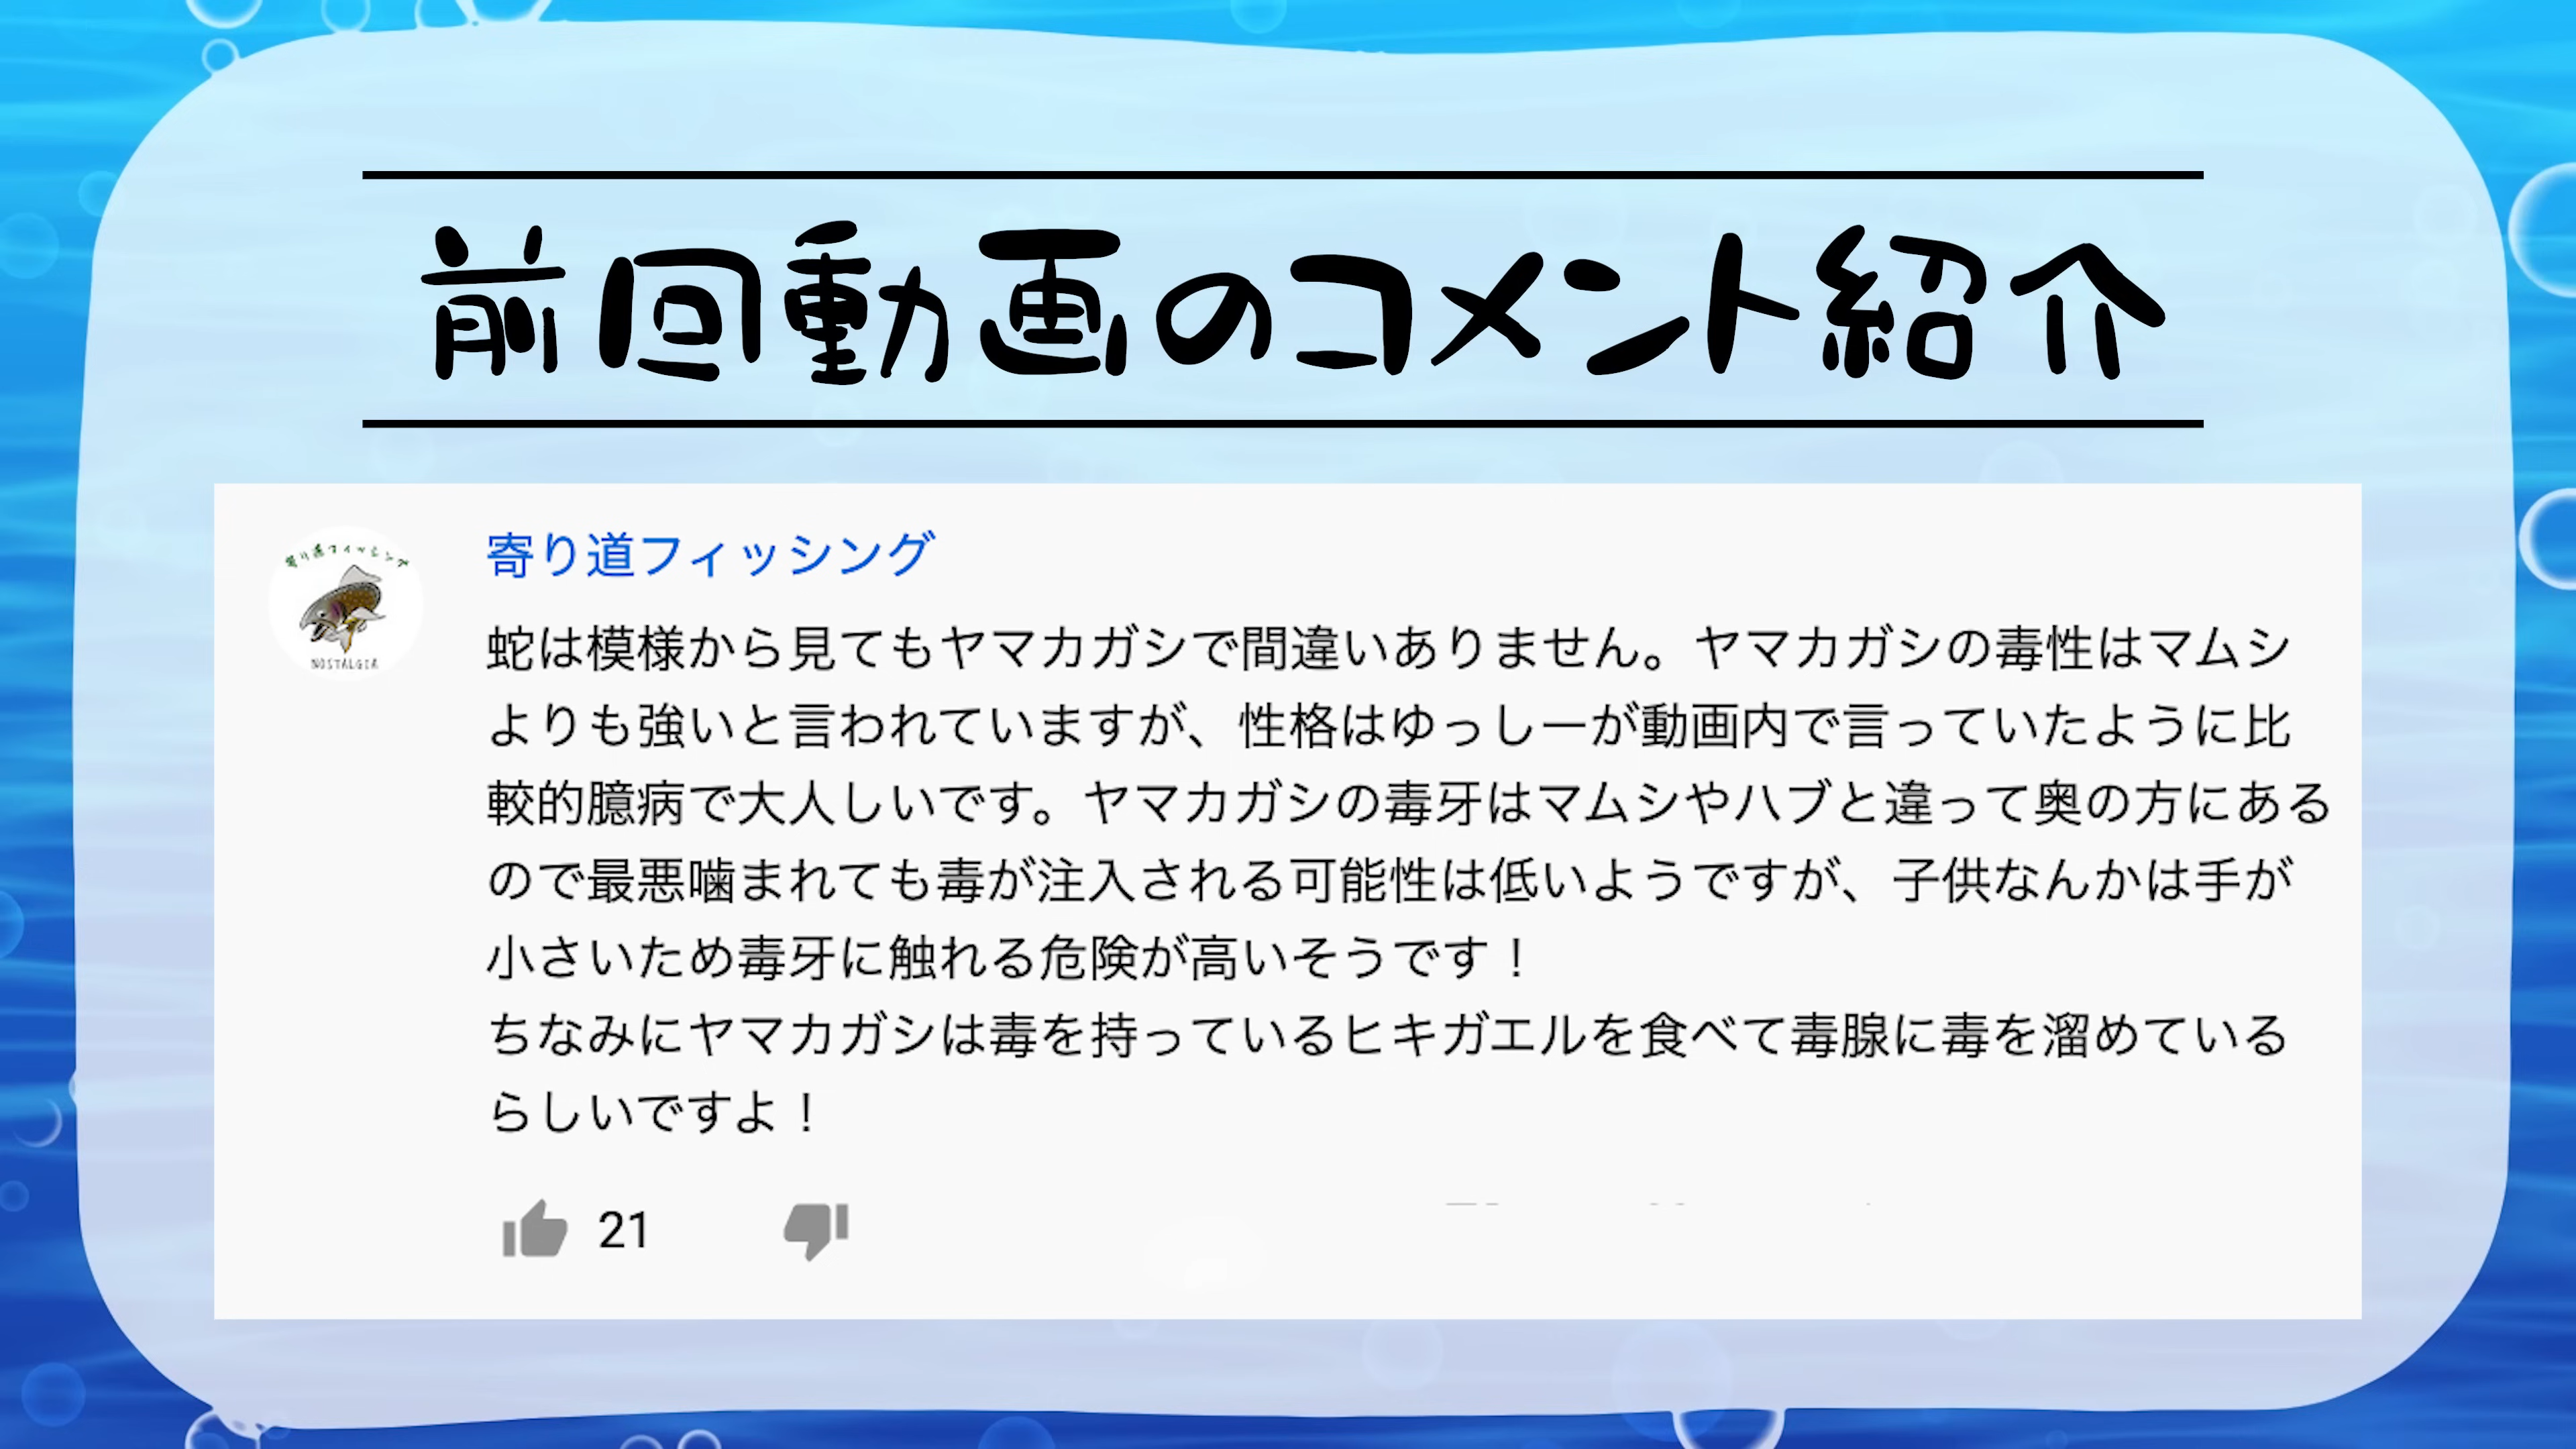 前回動画のコメント紹介
寄り道フィッシング
寄り道フィッシング
NOSTALGIA
蛇は模様から見てもヤマカガシで間違いありません。ヤマカガシの毒性はマムシ
よりも強いと言われていますが、性格はゆっしーが動画内で言っていたように比
較的臆病で大人しいです。ヤマカガシの毒牙はマムシやハブと違って奥の方にある
ので最悪噛まれても毒が注入される可能性は低いようですが、子供なんかは手が
小さいため毒牙に触れる危険が高いそうです！
ちなみにヤマカガシは毒を持っているヒキガエルを食べて毒腺に毒を溜めている
らしいですよ！
21